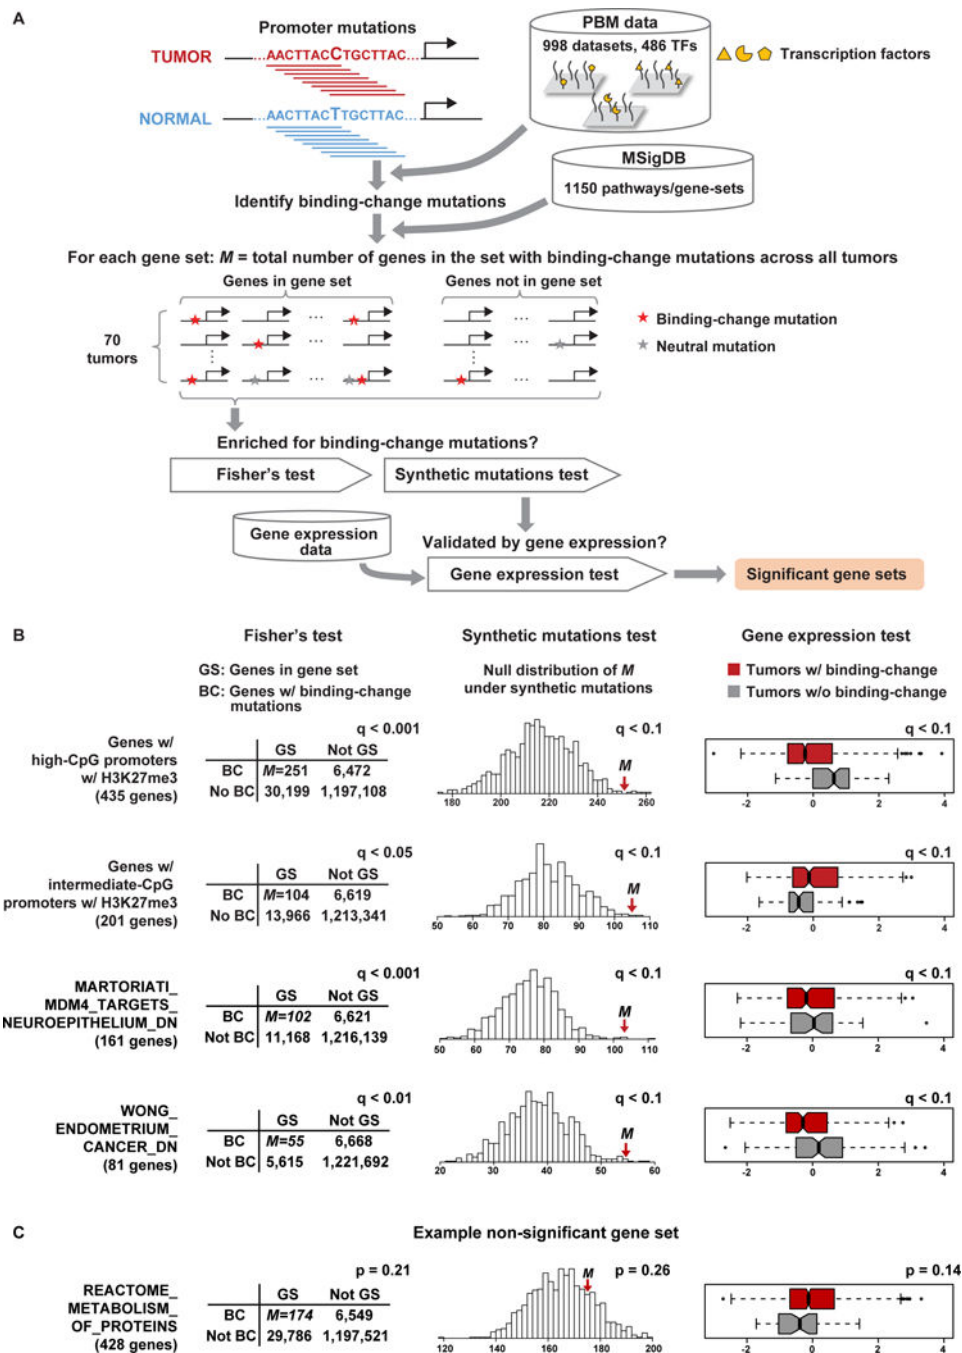 A
Promoter mutations
TUMOR ...AACTTACCTGCTTAC...
NORMAL ...AACTTACTTGCTTAC...
PBM data
998 datasets, 486 TFs
Transcription factors
MSigDB
1150 pathways/gene-sets
Identify binding-change mutations
For each gene set: M = total number of genes in the set with binding-change mutations across all tumors
Genes in gene set
Genes not in gene set
70
tumors
Binding-change mutation
Neutral mutation
Enriched for binding-change mutations?
Fisher's test
Synthetic mutations test
Gene expression
data
Validated by gene expression?
Gene expression test
Significant gene sets
B
Fisher's test
Synthetic mutations test
Gene expression test
GS: Genes in gene set
BC: Genes w/ binding-change
mutations
Null distribution of M
under synthetic mutations
Tumors w/ binding-change
Tumors w/o binding-change
Genes w/
high-CpG promoters
w/ H3K27me3
(435 genes)
q < 0.001
GS Not GS
BC M=251 6,472
No BC 30,199 1,197,108
q < 0.1
M
180 200 220 240 260
q < 0.1
-2 0 2 4
Genes w/
intermediate-CpG
promoters w/ H3K27me3
(201 genes)
q < 0.05
GS Not GS
BC M=104 6,619
No BC 13,966 1,213,341
q < 0.1
M
50 60 70 80 90 100 110
q < 0.1
-2 0 2 4
MARTORIATI_
MDM4_TARGETS_
NEUROEPITHELIUM_DN
(161 genes)
q < 0.001
GS Not GS
BC M=102 6,621
Not BC 11,168 1,216,139
q < 0.1
M
50 60 70 80 90 100 110
q < 0.1
-2 0 2 4
WONG_
ENDOMETRIUM_
CANCER_DN
(81 genes)
q < 0.01
GS Not GS
BC M=55 6,668
Not BC 5,615 1,221,692
q < 0.1
M
20 30 40 50 60
q < 0.1
-2 0 2 4
C
Example non-significant gene set
REACTOME_
METABOLISM_
OF_PROTEINS
(428 genes)
p = 0.21
GS Not GS
BC M=174 6,549
Not BC 29,786 1,197,521
p = 0.26
M
120 140 160 180 200
p = 0.14
-2 0 2 4